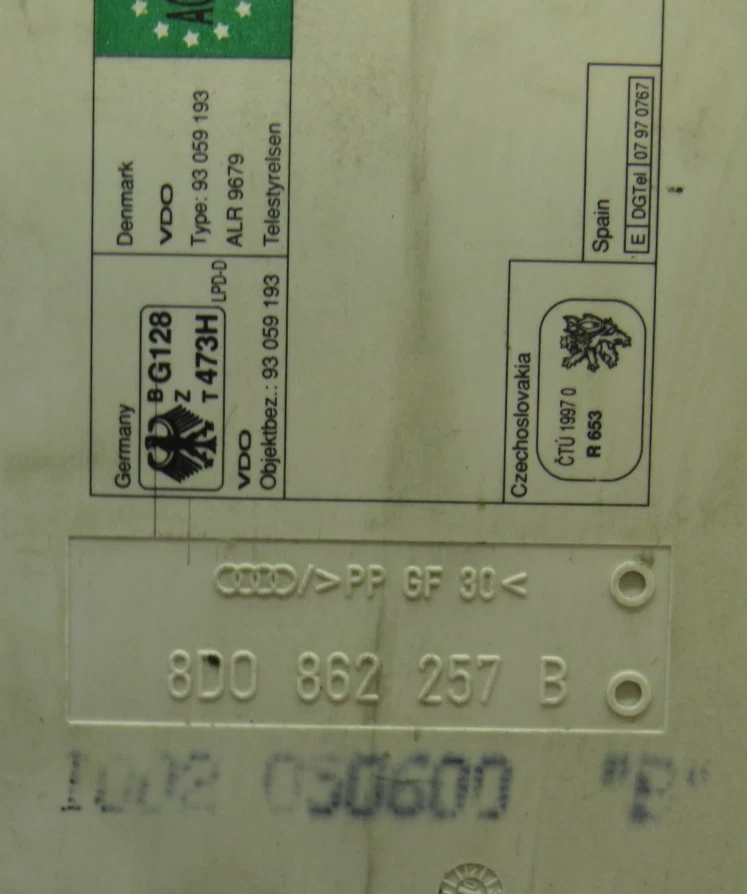 Germany
B G128
Z
T 473H
LPD-D
VDO
Objektbez.: 93 059 193
Denmark
VDO
Type: 93 059 193
ALR 9679
Telestyrelsen
Czechoslovakia
ČTÚ 1997 0
R 653
Spain
E DGTel 07 97 0767
/>PP GF 30<
8D0 862 257 B
050600 "B"